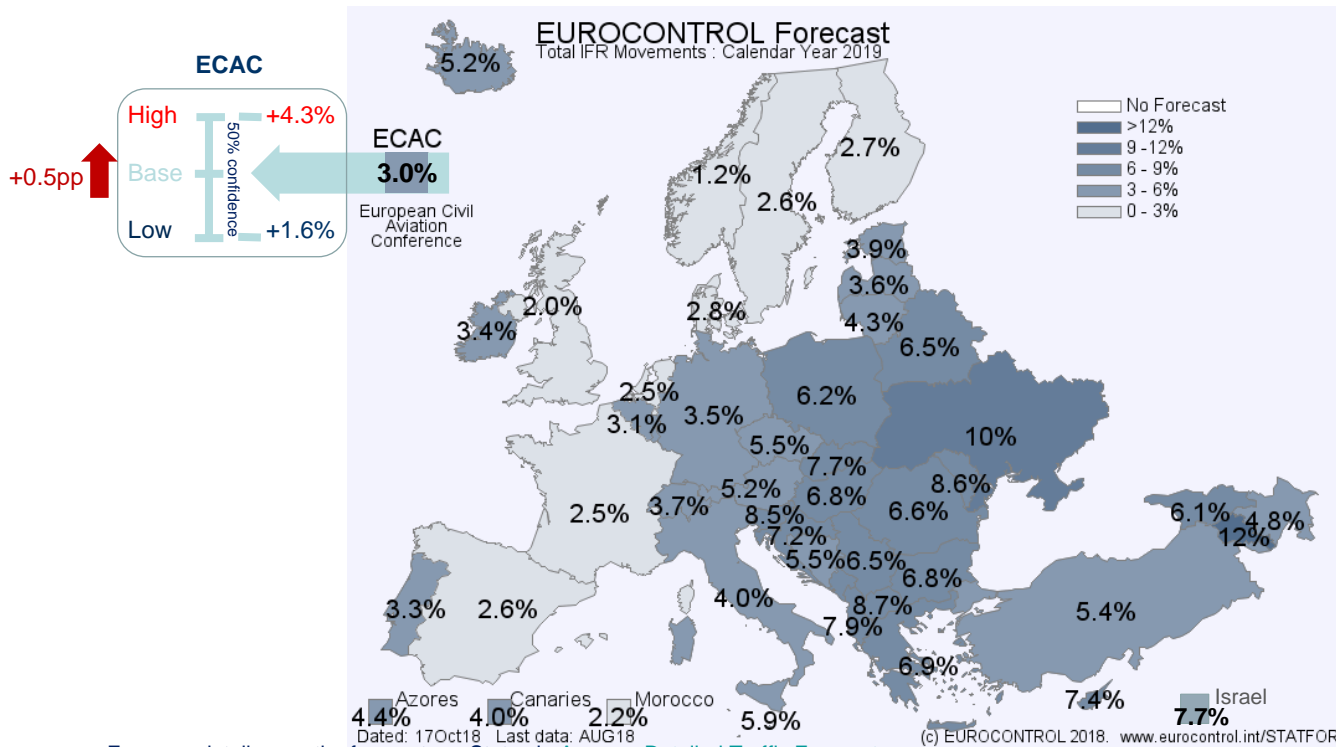 EUROCONTROL Forecast
Total IFR Movements : Calendar Year 2019
ECAC
High
+4.3%
+0.5pp
Base
50% confidence
Low
+1.6%
ECAC
3.0%
European Civil
Aviation
Conference
No Forecast
>12%
9 -12%
6 - 9%
3 - 6%
0 - 3%
5.2%
2.7%
1.2%
2.6%
3.9%
3.6%
4.3%
2.0%
2.8%
3.4%
6.5%
2.5%
3.5%
6.2%
3.1%
10%
5.5%
7.7%
5.2%
6.8%
8.6%
3.7%
2.5%
8.5%
6.6%
7.2%
6.1%
4.8%
12%
5.5%
6.5%
6.8%
4.0%
8.7%
3.3%
2.6%
5.4%
7.9%
6.9%
7.4%
5.9%
Azores
4.4%
Canaries
4.0%
Morocco
2.2%
Israel
7.7%
Dated: 17Oct18 Last data: AUG18
(c) EUROCONTROL 2018. www.eurocontrol.int/STATFOR